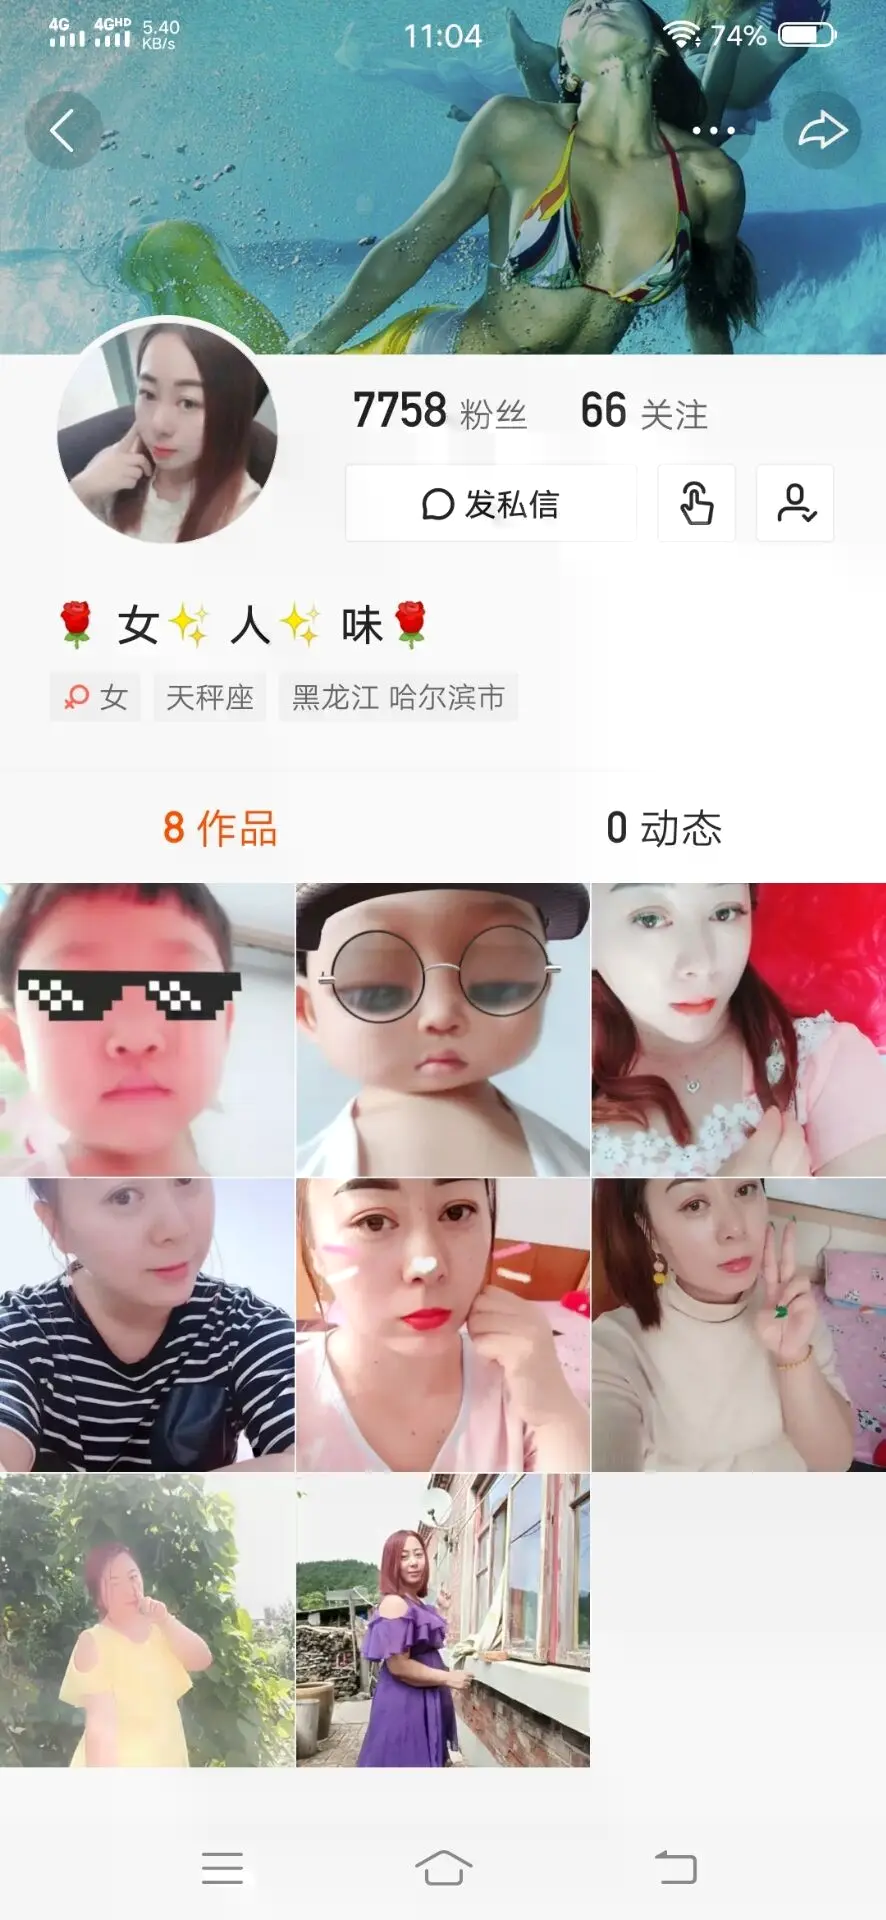 4G 4GHD 5.40 KB/s 11:04 74%
7758 粉丝 66 关注
发私信
🌹 女✨ 人✨ 味🌹
女 天秤座 黑龙江 哈尔滨市
8 作品 0 动态